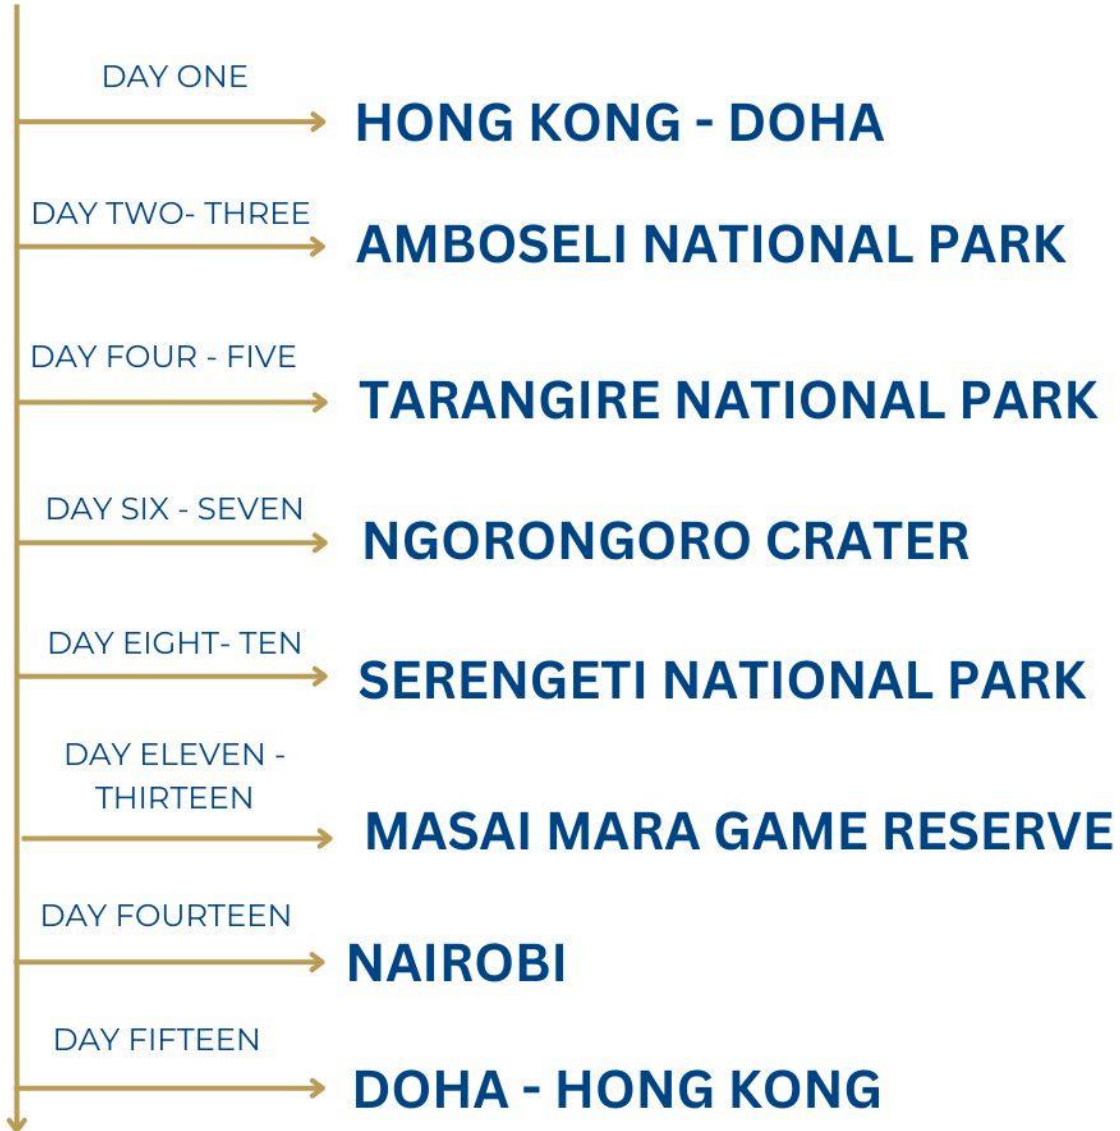 DAY ONE
HONG KONG - DOHA
DAY TWO- THREE
AMBOSELI NATIONAL PARK
DAY FOUR - FIVE
TARANGIRE NATIONAL PARK
DAY SIX - SEVEN
NGORONGORO CRATER
DAY EIGHT- TEN
SERENGETI NATIONAL PARK
DAY ELEVEN -
THIRTEEN
MASAI MARA GAME RESERVE
DAY FOURTEEN
NAIROBI
DAY FIFTEEN
DOHA - HONG KONG